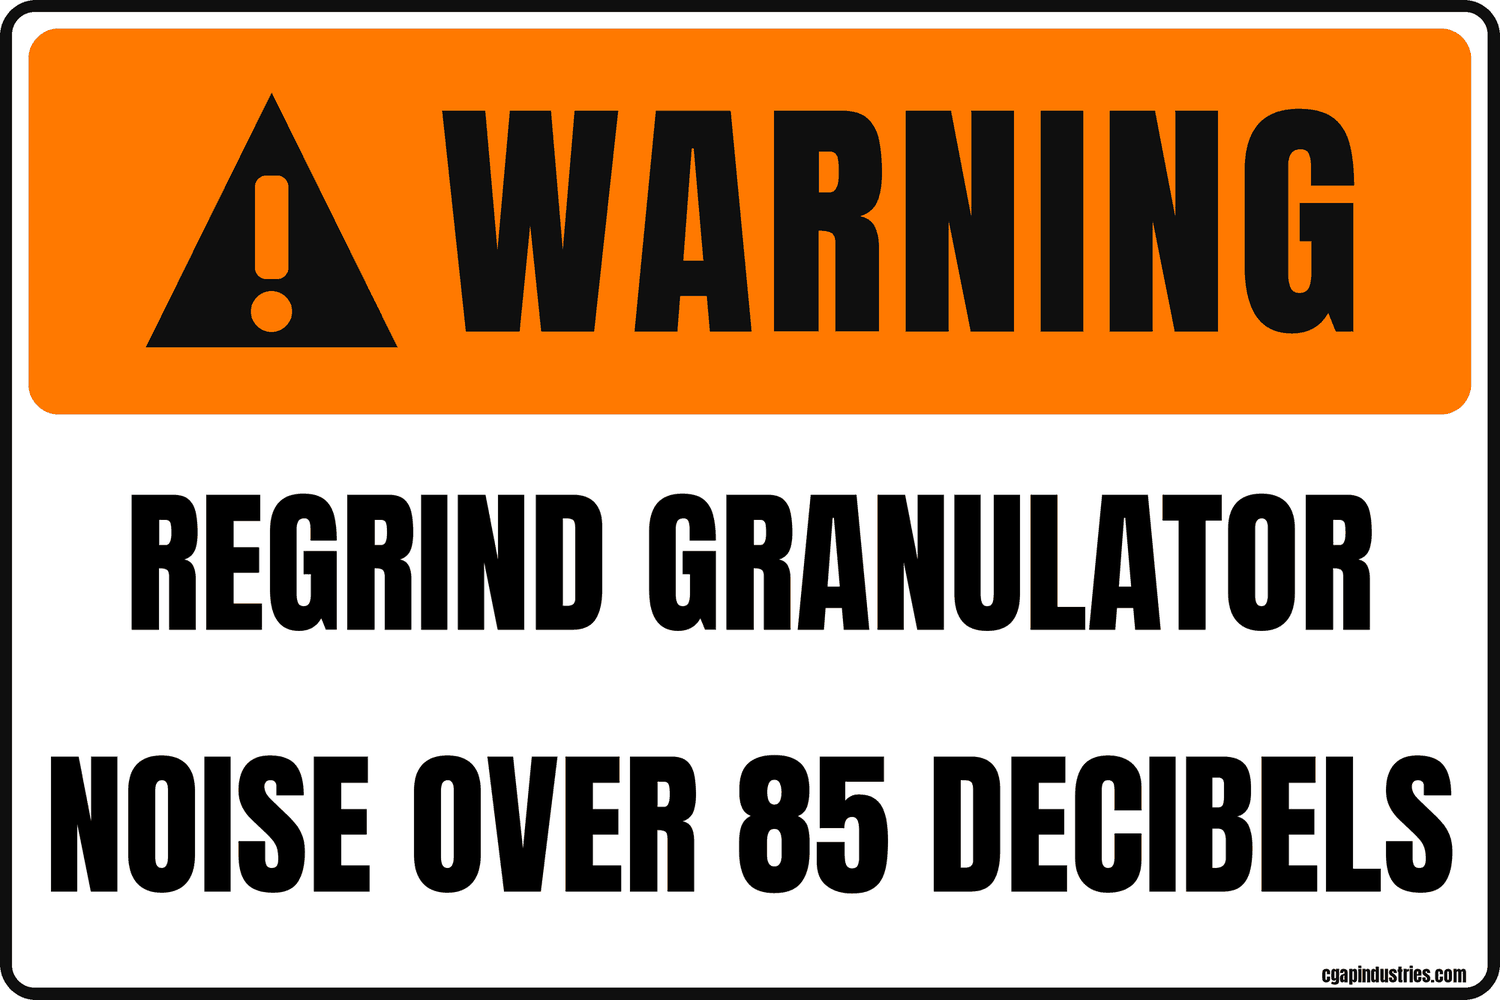 WARNING
REGRIND GRANULATOR
NOISE OVER 85 DECIBELS
cgapindustries.com